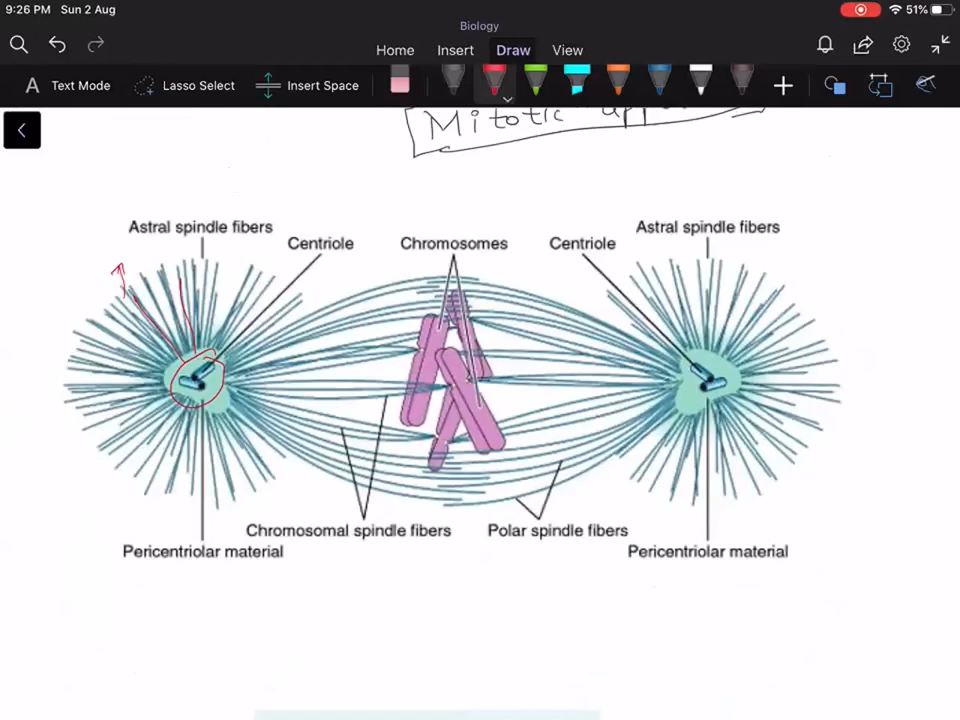 9:26 PM Sun 2 Aug
51%
Biology
Home Insert Draw View
A Text Mode Lasso Select Insert Space
Mitotic
Astral spindle fibers
Astral spindle fibers
Centriole
Chromosomes
Centriole
Chromosomal spindle fibers
Polar spindle fibers
Pericentriolar material
Pericentriolar material